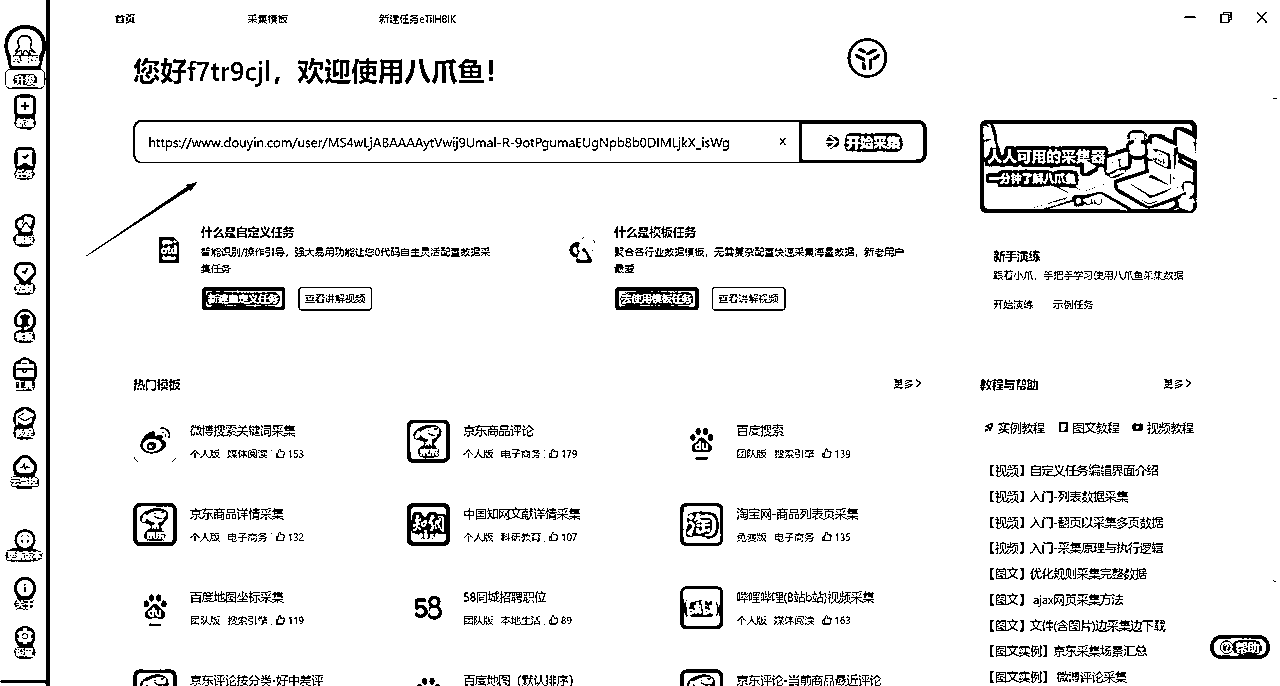 首页 采集模板 新建任务eTiIH8IK
您好f7tr9cjl，欢迎使用八爪鱼！
升级
https://www.douyin.com/user/MS4wLjABAAAAytVwij9Umal-R-9otPgumaEUgNpb8b0DIMLjkX_isWg
开始采集
人人可用的采集器
一分钟了解八爪鱼
什么是自定义任务
智能识别/操作引导，强大易用功能让您0代码自主灵活配置数据采
集任务
新建自定义任务 查看讲解视频
什么是模板任务
聚合各行业数据模板，无需复杂配置快速采集海量数据，新老用户
最爱
去使用模板任务 查看讲解视频
新手演练
跟着小爪，手把手学习使用八爪鱼采集数据
开始演练 示例任务
工具
热门模板 更多
微博搜索关键词采集
个人版 媒体阅读 153
京东商品评论
个人版 电子商务 179
百度搜索
团队版 搜索引擎 139
京东商品详情采集
个人版 电子商务 132
中国知网文献详情采集
个人版 科研教育 107
淘宝网-商品列表页采集
免费版 电子商务 135
百度地图坐标采集
团队版 搜索引擎 119
58
58同城招聘职位
团队版 本地生活 89
哔哩哔哩(B站b站)视频采集
个人版 媒体阅读 163
京东评论按分类-好中差评
百度地图（默认排序）
京东评论-当前商品最近评论
教程与帮助 更多
实例教程 图文教程 视频教程
【视频】自定义任务编辑界面介绍
【视频】入门-列表数据采集
【视频】入门-翻页以采集多页数据
【视频】入门-采集原理与执行逻辑
【图文】优化规则采集完整数据
【图文】ajax网页采集方法
【图文】文件(含图片)边采集边下载
【图文实例】京东采集场景汇总
【图文实例】微博评论采集
帮助